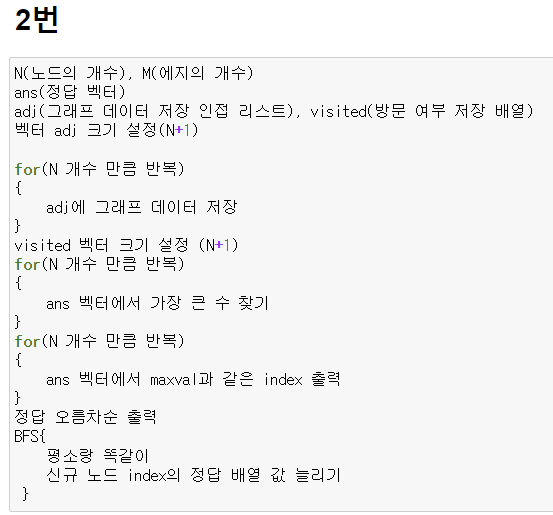 2번
N(노드의 개수), M(에지의 개수)
ans(정답 벡터)
adj(그래프 데이터 저장 인접 리스트), visited(방문 여부 저장 배열)
벡터 adj 크기 설정(N+1)
for(N 개수 만큼 반복)
{
adj에 그래프 데이터 저장
}
visited 벡터 크기 설정 (N+1)
for(N 개수 만큼 반복)
{
ans 벡터에서 가장 큰 수 찾기
}
for(N 개수 만큼 반복)
{
ans 벡터에서 maxval과 같은 index 출력
}
정답 오름차순 출력
BFS{
평소랑 똑같이
신규 노드 index의 정답 배열 값 늘리기
}